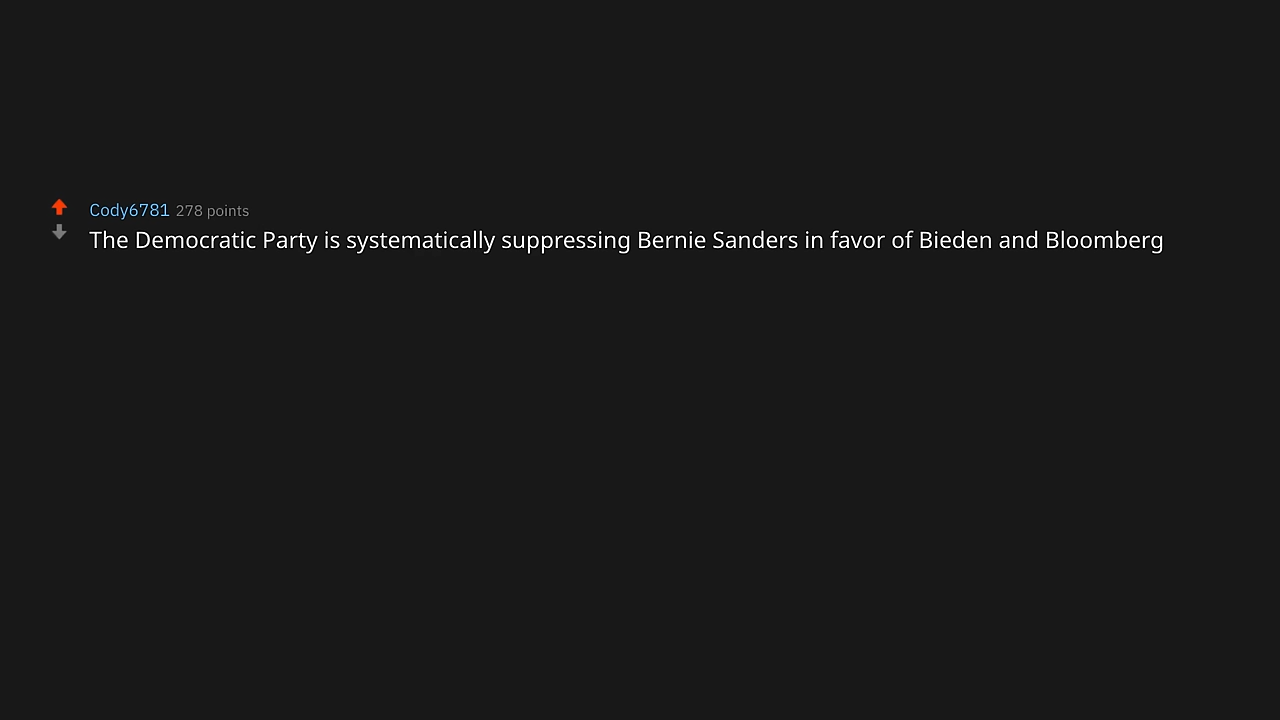 Cody6781 278 points
The Democratic Party is systematically suppressing Bernie Sanders in favor of Bieden and Bloomberg